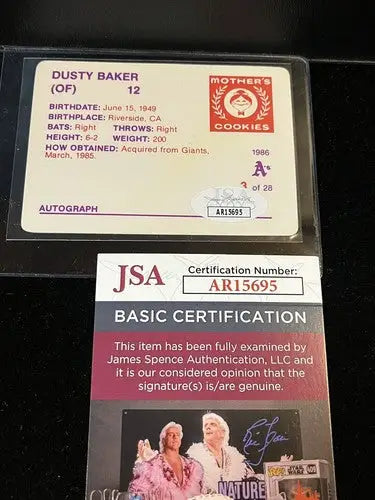 DUSTY BAKER
(OF) 12
MOTHER'S
COOKIES
BIRTHDATE: June 15, 1949
BIRTHPLACE: Riverside, CA
BATS: Right THROWS: Right
HEIGHT: 6-2 WEIGHT: 200
HOW OBTAINED: Acquired from Giants,
March, 1985.
1986
A's
3 of 28
AUTOGRAPH
AR15695
JSA Certification Number:
AR15695
BASIC CERTIFICATION
This item has been fully examined by
James Spence Authentication, LLC and
it is our considered opinion that the
signature(s) is/are genuine.
NATURE